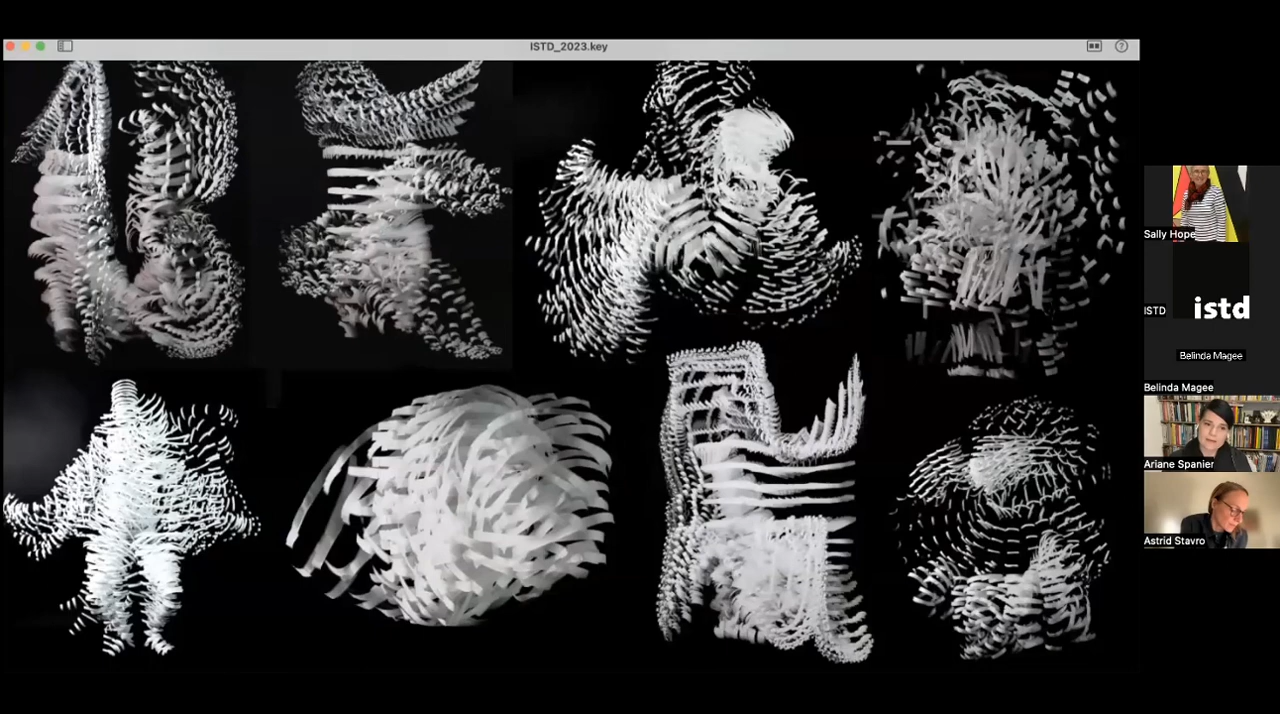 ISTD_2023.key
Sally Hope
istd
ISTD
Belinda Magee
Belinda Magee
Ariane Spanier
Astrid Stavro